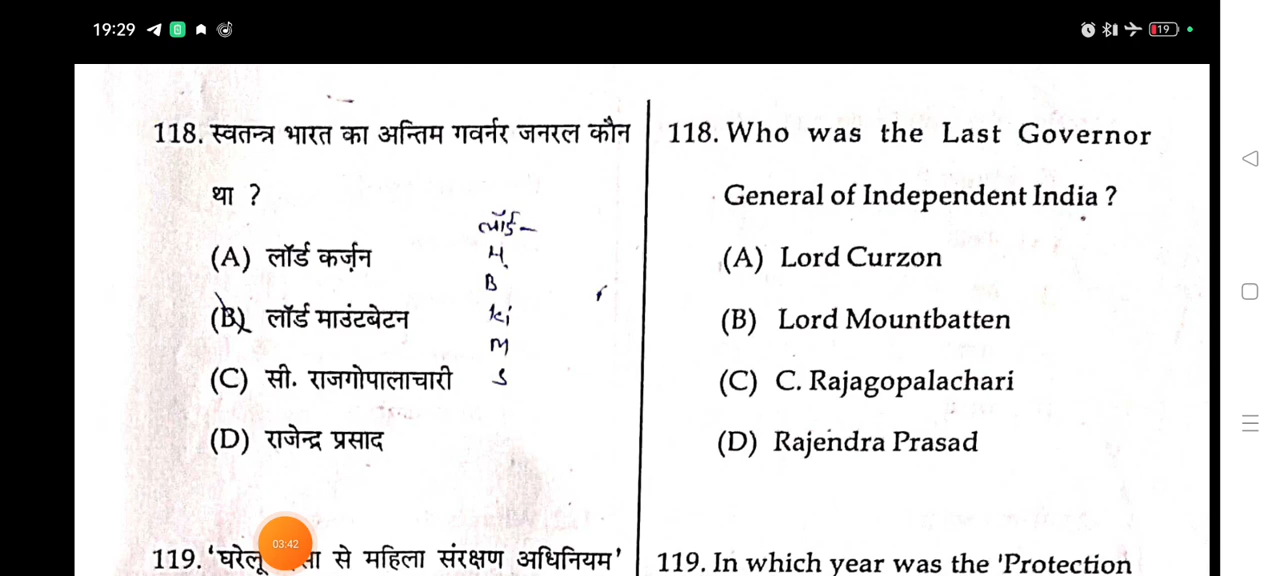 19:29
19
118. स्वतन्त्र भारत का अन्तिम गवर्नर जनरल कौन
था ?
(A) लॉर्ड कर्ज़न
(B) लॉर्ड माउंटबेटन
(C) सी. राजगोपालाचारी
(D) राजेन्द्र प्रसाद
लॉर्ड -
H
B
ki
M
S
118. Who was the Last Governor
General of Independent India ?
(A) Lord Curzon
(B) Lord Mountbatten
(C) C. Rajagopalachari
(D) Rajendra Prasad
03:42
119. 'घरेलू से महिला संरक्षण अधिनियम'
119. In which year was the 'Protection